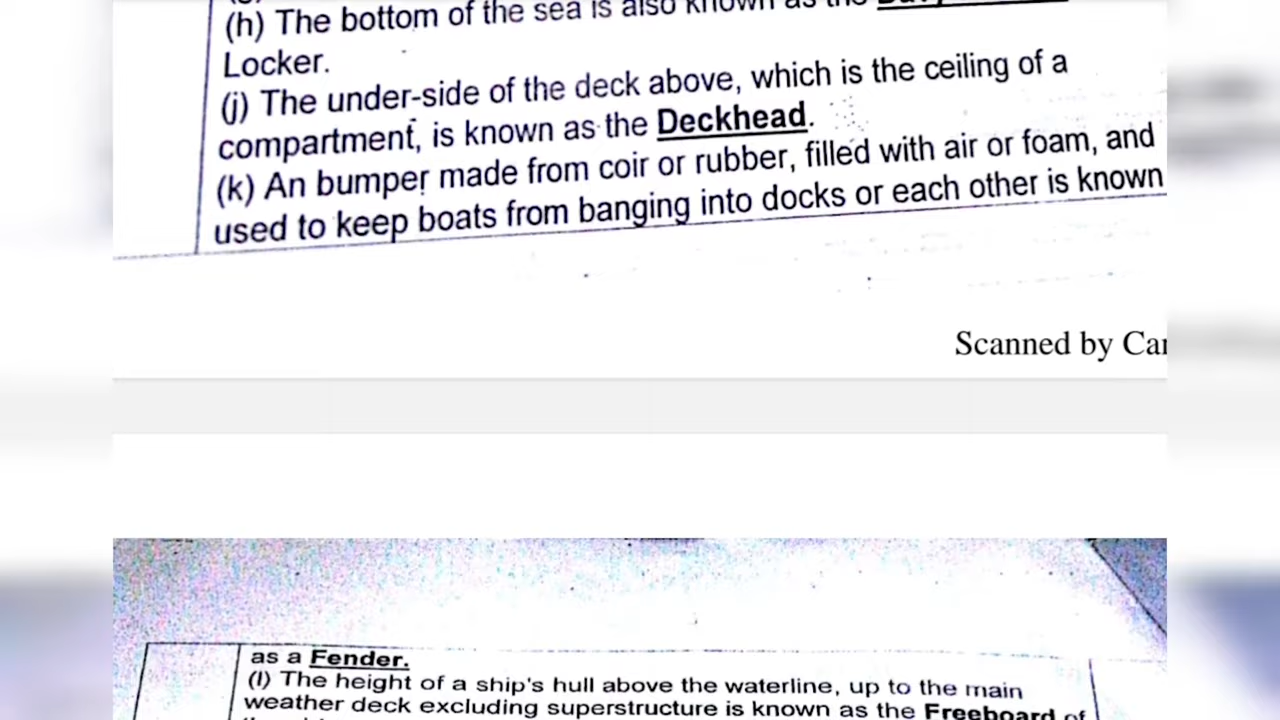 (h) The bottom of the sea is also known as the
Locker.
(j) The under-side of the deck above, which is the ceiling of a
compartment, is known as the Deckhead.
(k) An bumper made from coir or rubber, filled with air or foam, and
used to keep boats from banging into docks or each other is known
Scanned by
as a Fender.
(l) The height of a ship's hull above the waterline, up to the main
weather deck excluding superstructure is known as the Freeboard of